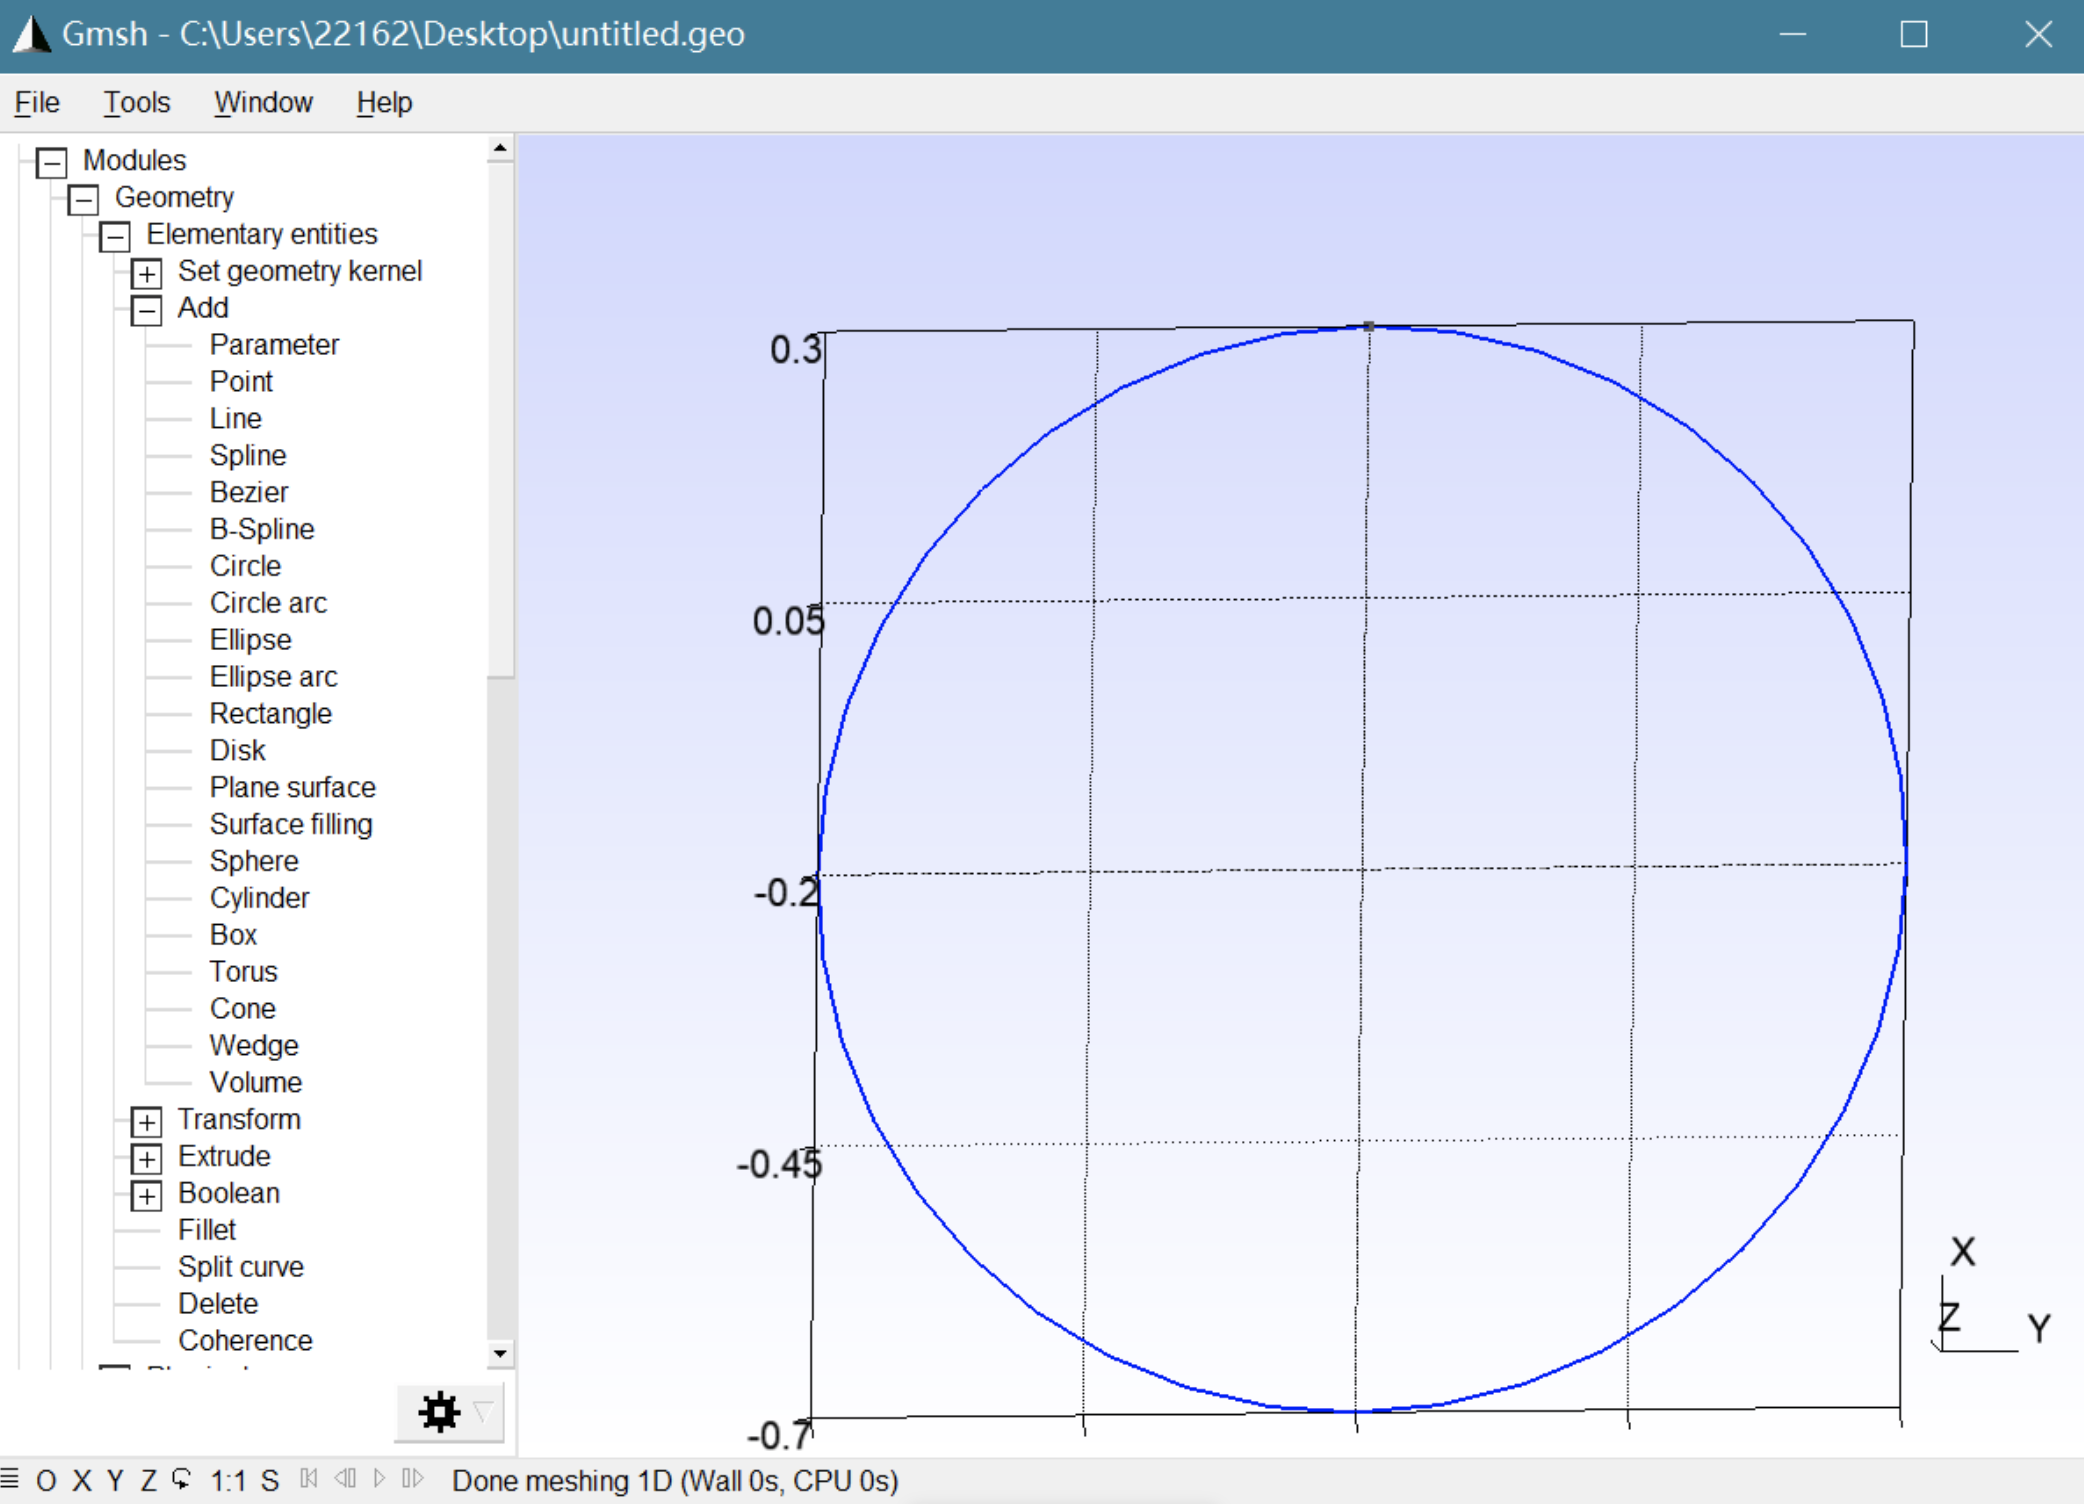 Gmsh - C:\Users\22162\Desktop\untitled.geo
File Tools Window Help
Modules
Geometry
Elementary entities
Set geometry kernel
Add
Parameter
Point
Line
Spline
Bezier
B-Spline
Circle
Circle arc
Ellipse
Ellipse arc
Rectangle
Disk
Plane surface
Surface filling
Sphere
Cylinder
Box
Torus
Cone
Wedge
Volume
Transform
Extrude
Boolean
Fillet
Split curve
Delete
Coherence
0.3
0.05
-0.2
-0.45
-0.7
X
Z Y
O X Y Z 1:1 S Done meshing 1D (Wall 0s, CPU 0s)